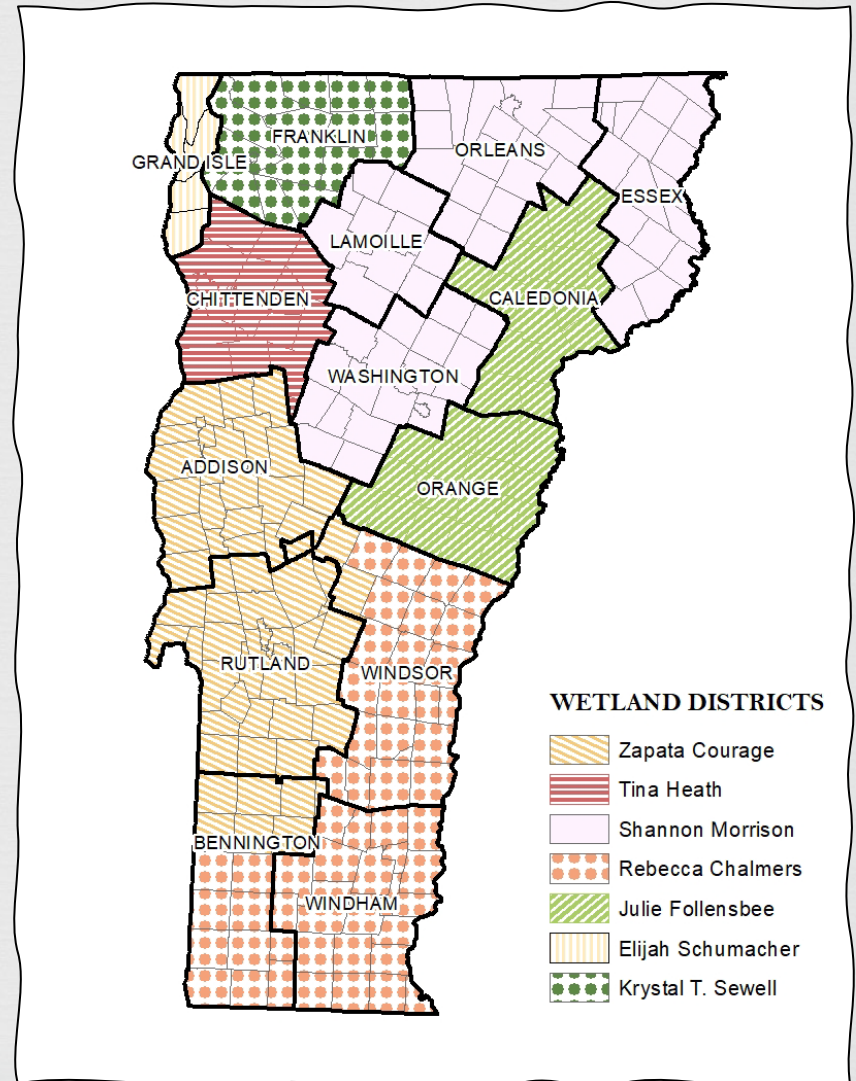 FRANKLIN
ORLEANS
GRAND ISLE
ESSEX
LAMOILLE
CHITTENDEN
CALEDONIA
WASHINGTON
ADDISON
ORANGE
RUTLAND
WINDSOR
BENNINGTON
WINDHAM
WETLAND DISTRICTS
Zapata Courage
Tina Heath
Shannon Morrison
Rebecca Chalmers
Julie Follensbee
Elijah Schumacher
Krystal T. Sewell